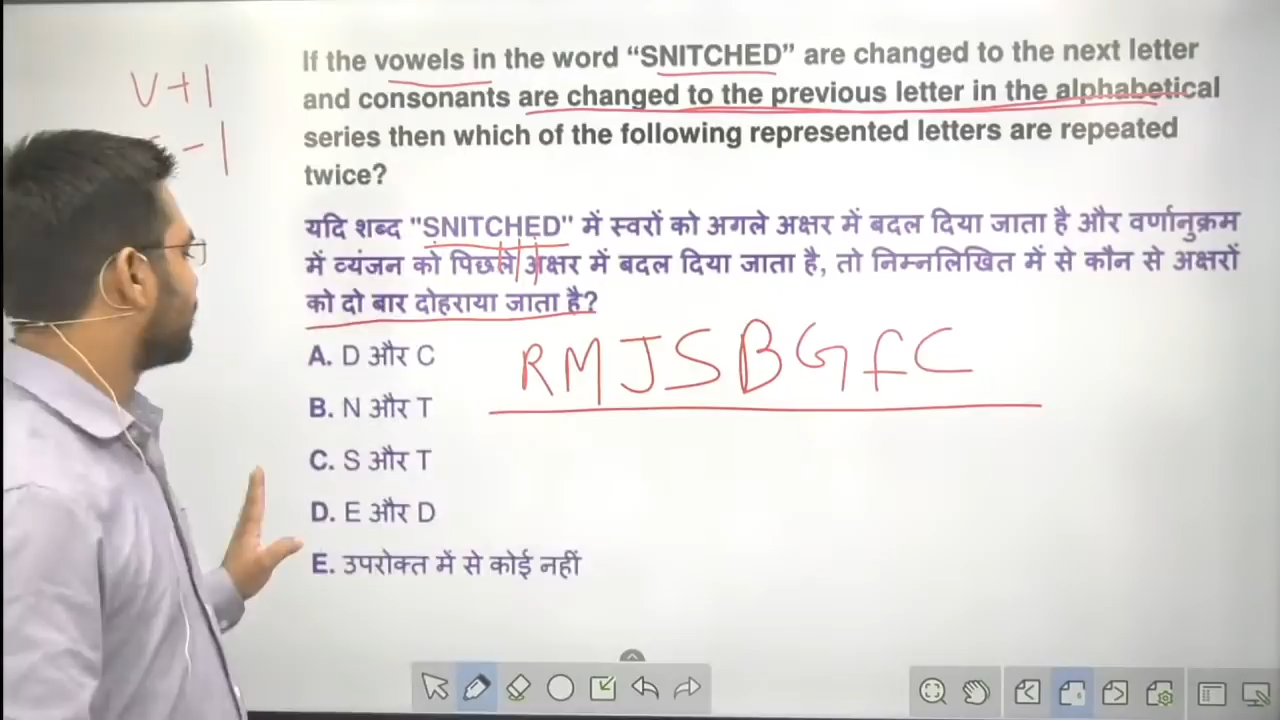 V+1
-1
If the vowels in the word “SNITCHED” are changed to the next letter
and consonants are changed to the previous letter in the alphabetical
series then which of the following represented letters are repeated
twice?
यदि शब्द "SNITCHED" में स्वरों को अगले अक्षर में बदल दिया जाता है और वर्णानुक्रम
में व्यंजन को पिछले अक्षर में बदल दिया जाता है, तो निम्नलिखित में से कौन से अक्षरों
को दो बार दोहराया जाता है?
RMJSBGFC
A. D और C
B. N और T
C. S और T
D. E और D
E. उपरोक्त में से कोई नहीं